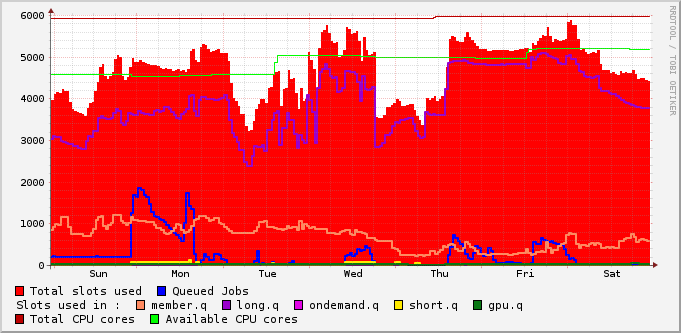 RRDTOOL / TOBI OETIKER
6000
5000
4000
3000
2000
1000
0
Sun Mon Tue Wed Thu Fri Sat
Total slots used Queued Jobs
Slots used in : member.q long.q ondemand.q short.q gpu.q
Total CPU cores Available CPU cores